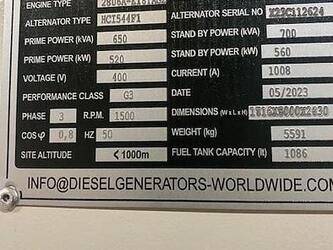 ENGINE TYPE
ALTERNATOR TYPE HCI544F1
PRIME POWER (kVA) 650
PRIME POWER (kW) 520
VOLTAGE (V) 400
PERFORMANCE CLASS G3
PHASE 3 R.P.M. 1500
COS φ 0,8 HZ 50
SITE ALTITUDE ⟨ 1000m
ALTERNATOR SERIAL NO X23C112624
STAND BY POWER (kVA) 700
STAND BY POWER (kW) 560
CURRENT (A) 1008
DATE 05/2023
DIMENSIONS (W x L x H)
WEIGHT (kg) 5591
FUEL TANK CAPACITY (lt) 1086
INFO@DIESELGENERATORS-WORLDWIDE.COM